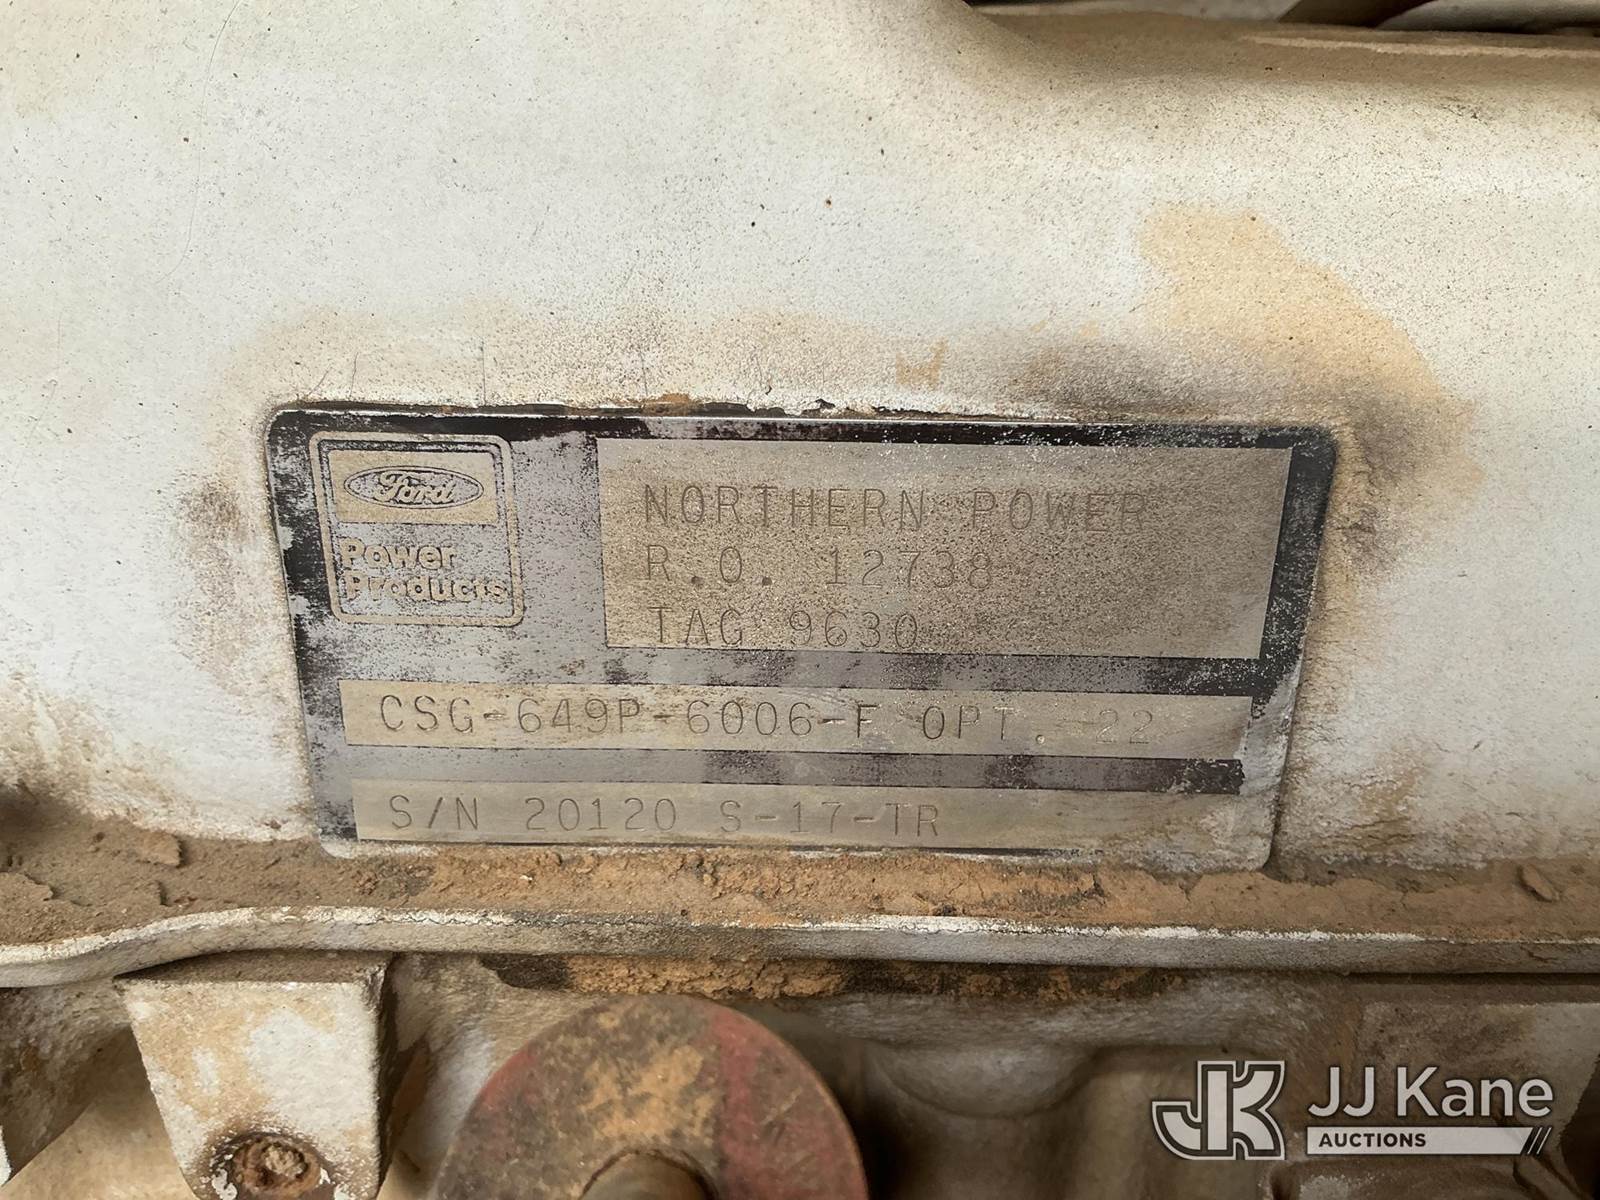 Ford
Power
Products
NORTHERN POWER
R.O. 12738
TAG 9630
CSG-649P-6006-F OPT. 22
S/N 20120 S-17-TR
JK JJ Kane
AUCTIONS